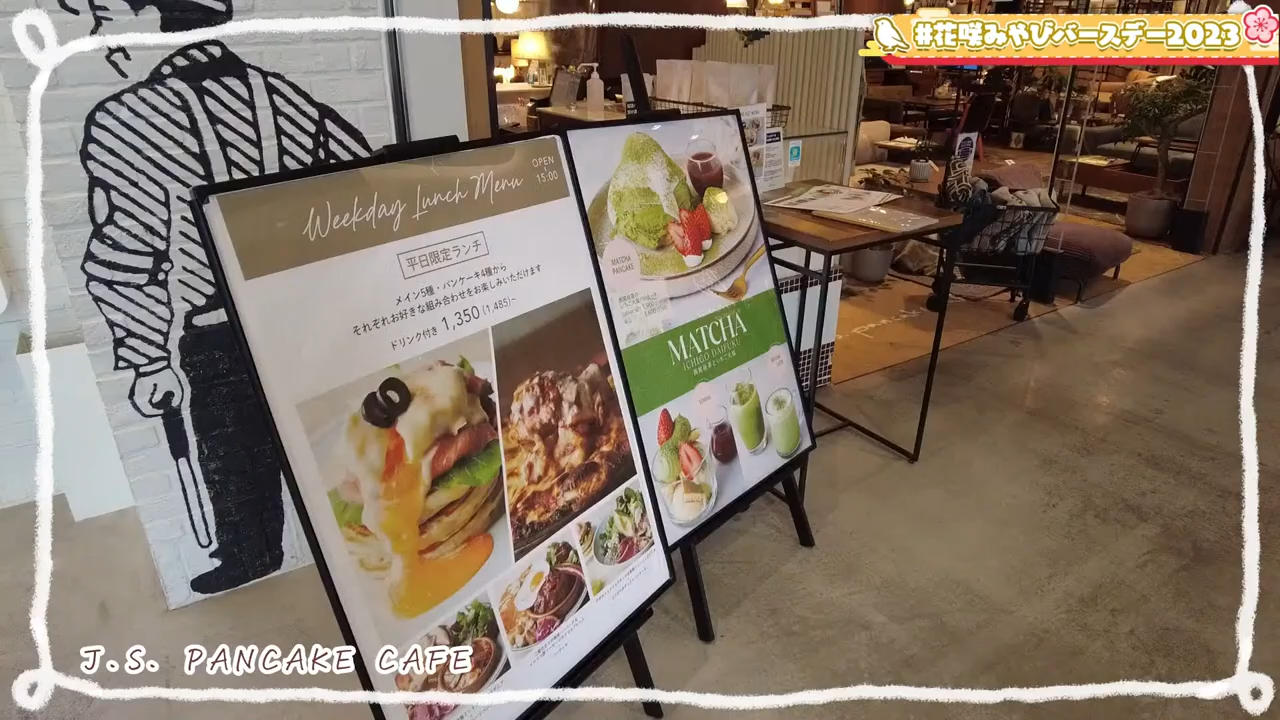 #花咲みやびバースデー2023
Weekday Lunch Menu
OPEN
15:00
平日限定ランチ
メイン5種・パンケーキ4種から
それぞれお好きな組み合わせをお楽しみいただけます
ドリンク付き 1,350 (1,485)~
MATCHA
PANCAKE
MATCHA
ICHIGO DAIFUKU
J.S. PANCAKE CAFE